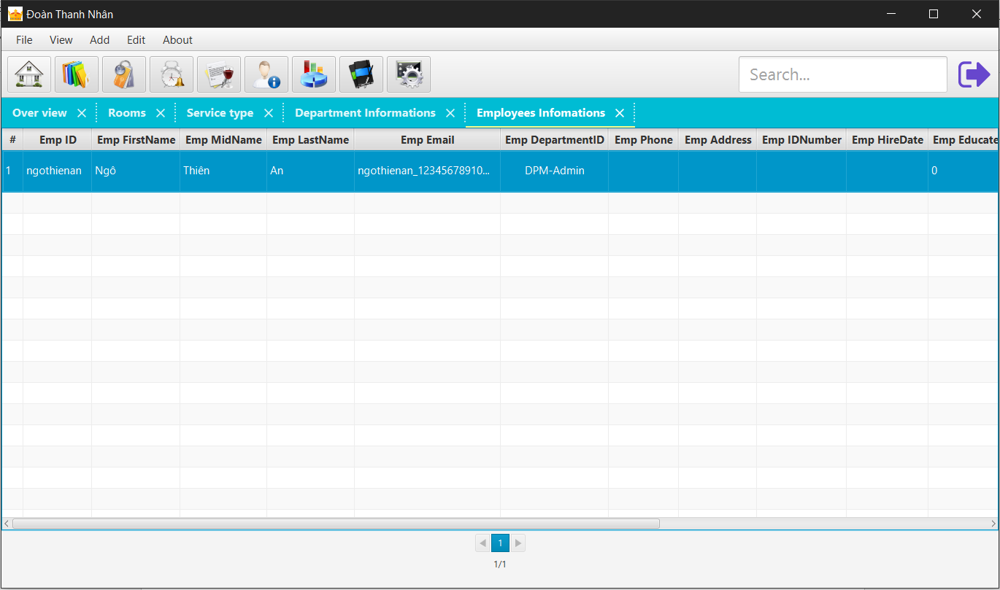 Đoàn Thanh Nhân
File View Add Edit About
Search...
Over view Rooms Service type Department Informations Employees Infomations
# Emp ID Emp FirstName Emp MidName Emp LastName Emp Email Emp DepartmentID Emp Phone Emp Address Emp IDNumber Emp HireDate Emp Educate
1 ngothienan Ngô Thiên An ngothienan_12345678910... DPM-Admin 0
1
1/1